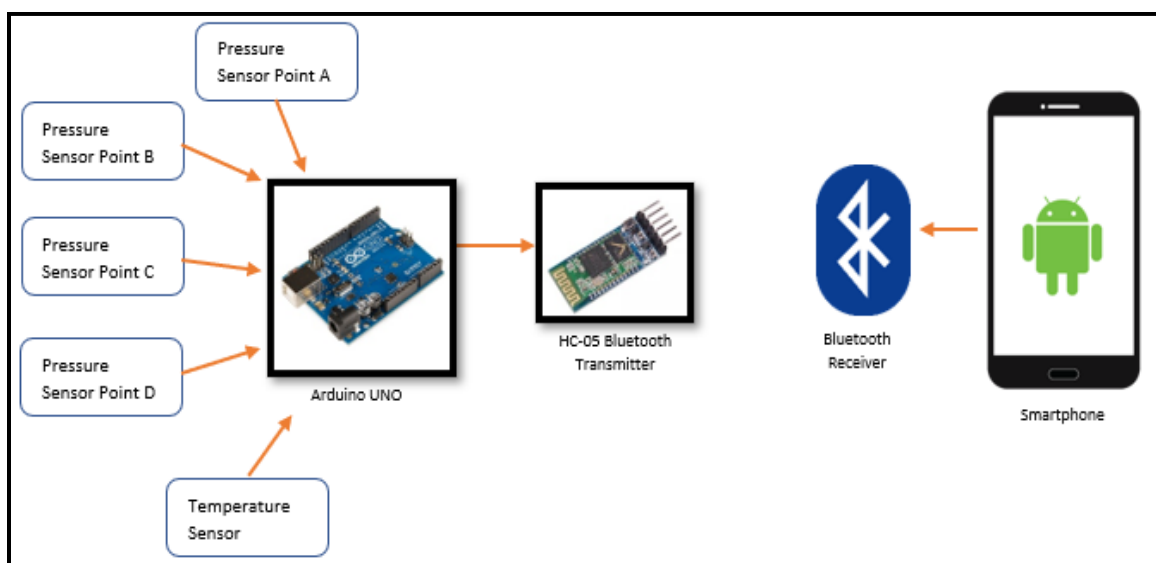 Pressure
Sensor Point A
Pressure
Sensor Point B
Pressure
Sensor Point C
Pressure
Sensor Point D
Temperature
Sensor
Arduino UNO
HC-05 Bluetooth
Transmitter
Bluetooth
Receiver
Smartphone